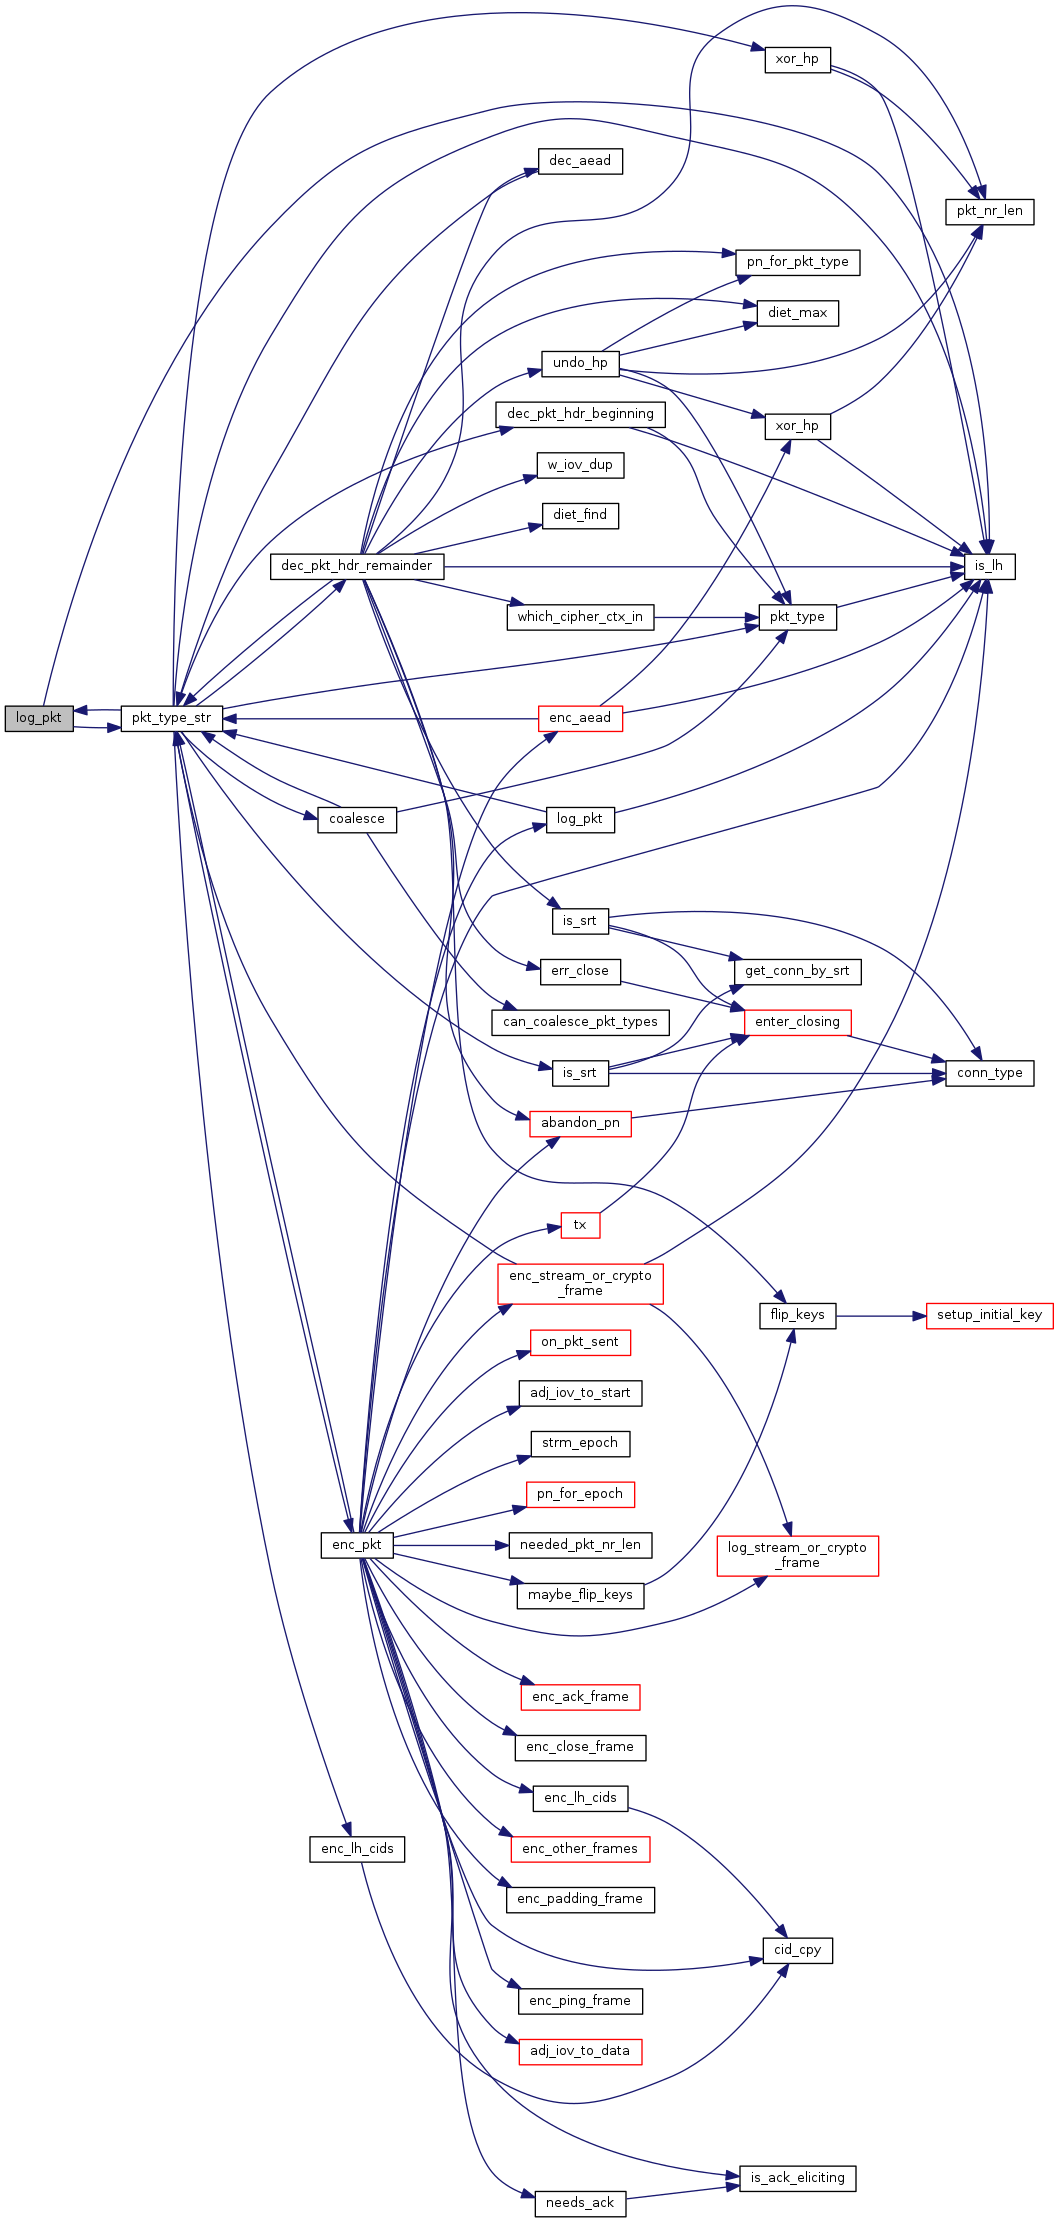 xor_hp
dec_aead
pkt_nr_len
pn_for_pkt_type
diet_max
undo_hp
dec_pkt_hdr_beginning
xor_hp
w_iov_dup
diet_find
dec_pkt_hdr_remainder
is_lh
which_cipher_ctx_in
pkt_type
log_pkt
pkt_type_str
enc_aead
coalesce
log_pkt
is_srt
err_close
get_conn_by_srt
can_coalesce_pkt_types
enter_closing
is_srt
conn_type
abandon_pn
tx
enc_stream_or_crypto
_frame
flip_keys
setup_initial_key
on_pkt_sent
adj_iov_to_start
strm_epoch
pn_for_epoch
enc_pkt
needed_pkt_nr_len
log_stream_or_crypto
_frame
maybe_flip_keys
enc_ack_frame
enc_close_frame
enc_lh_cids
enc_lh_cids
enc_other_frames
enc_padding_frame
cid_cpy
enc_ping_frame
adj_iov_to_data
is_ack_eliciting
needs_ack